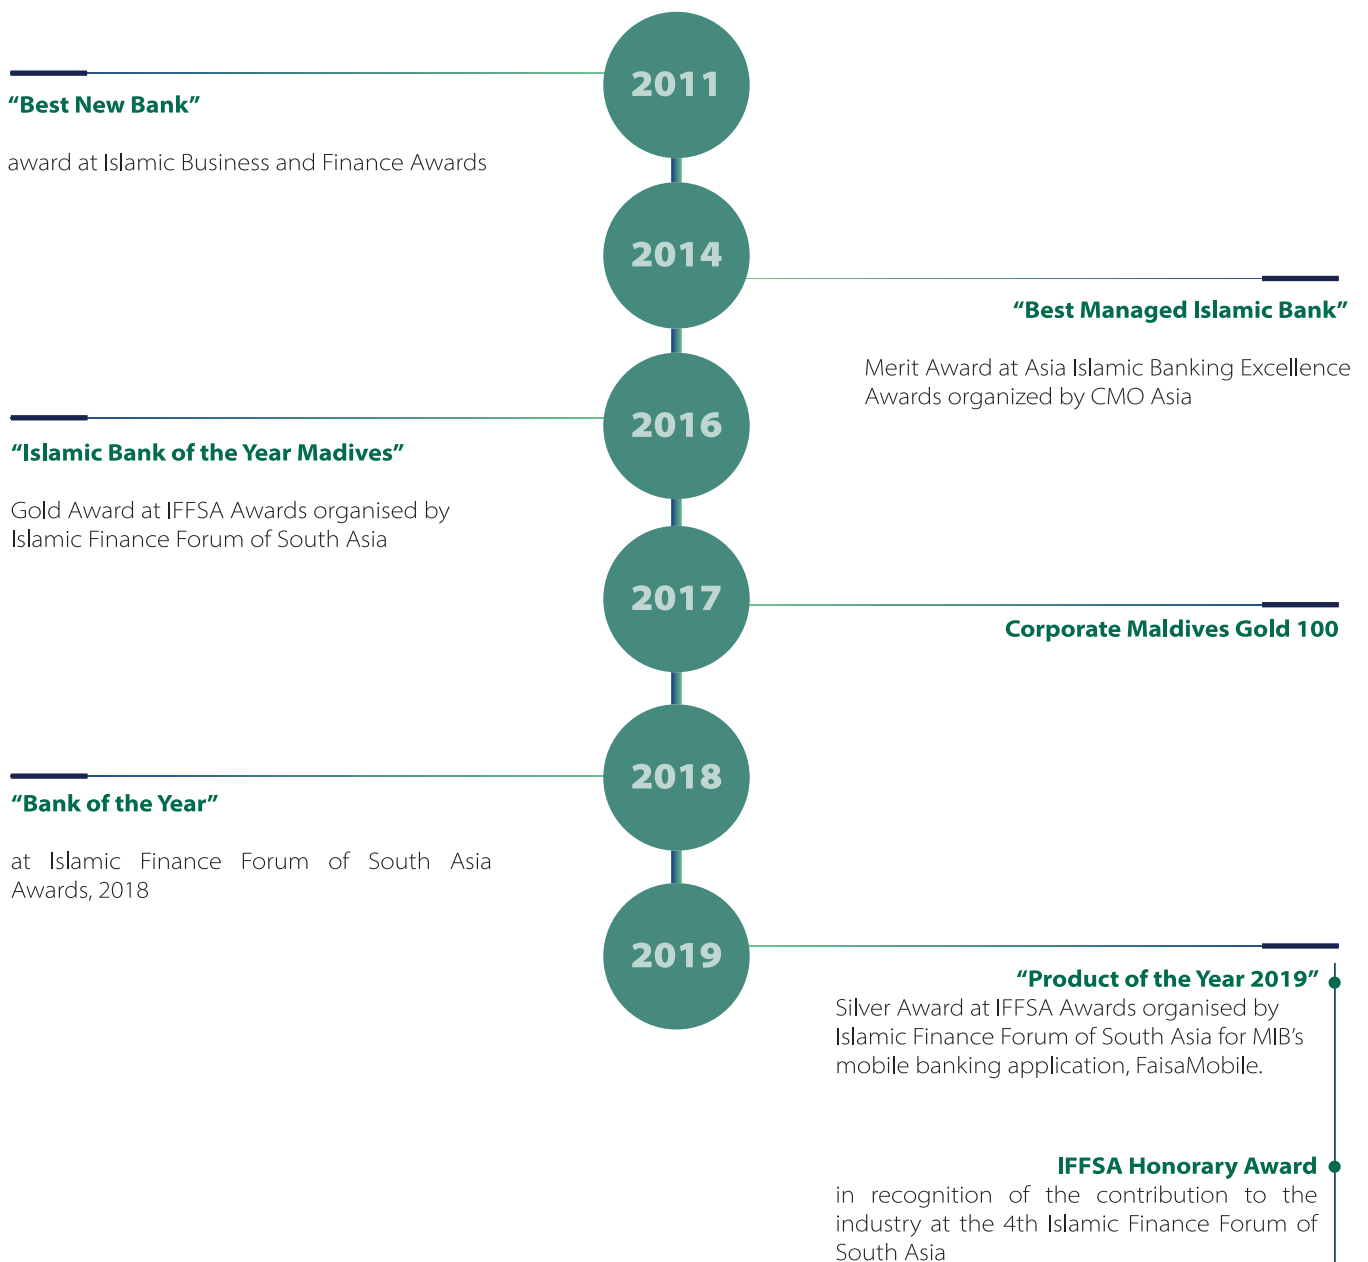 2011
“Best New Bank”
award at Islamic Business and Finance Awards
2014
“Best Managed Islamic Bank”
Merit Award at Asia Islamic Banking Excellence
Awards organized by CMO Asia
2016
“Islamic Bank of the Year Madives”
Gold Award at IFFSA Awards organised by
Islamic Finance Forum of South Asia
2017
Corporate Maldives Gold 100
2018
“Bank of the Year”
at Islamic Finance Forum of South Asia
Awards, 2018
2019
“Product of the Year 2019”
Silver Award at IFFSA Awards organised by
Islamic Finance Forum of South Asia for MIB’s
mobile banking application, FaisaMobile.
IFFSA Honorary Award
in recognition of the contribution to the
industry at the 4th Islamic Finance Forum of
South Asia